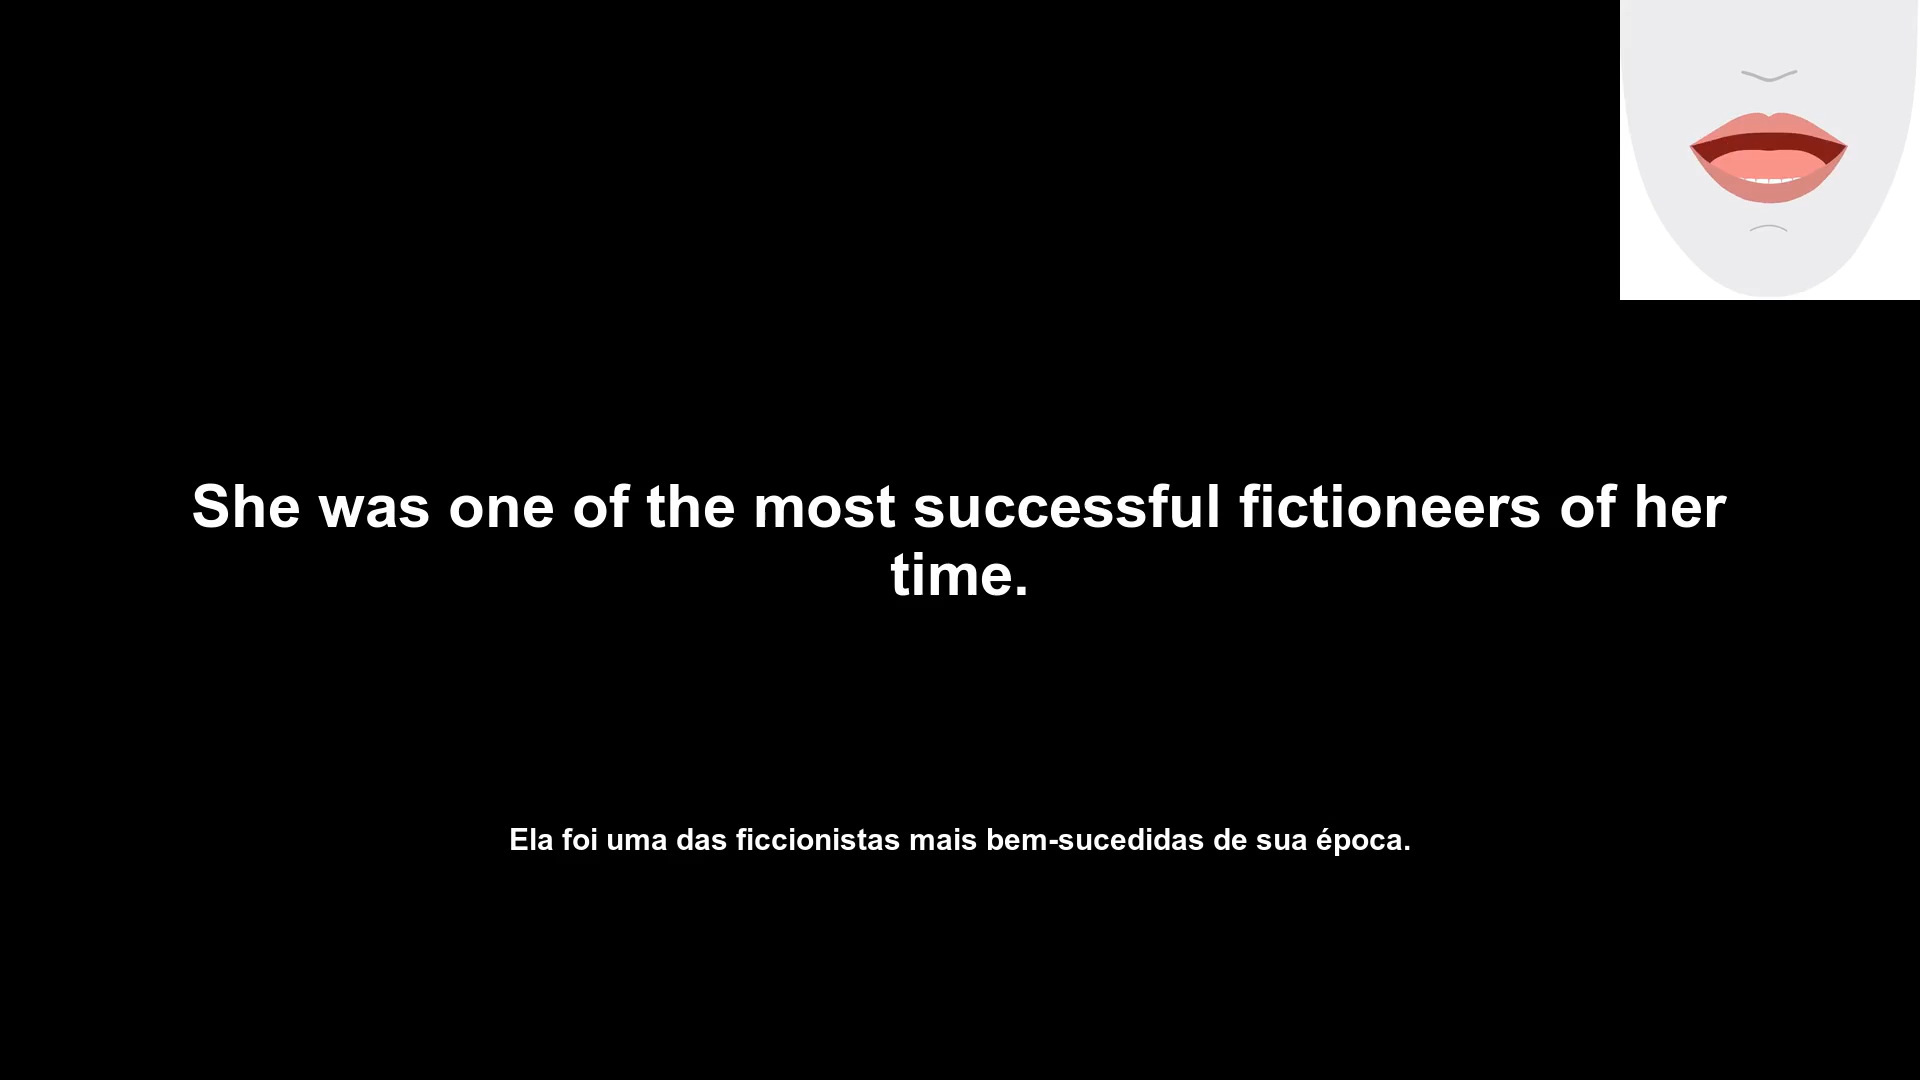 She was one of the most successful fictioneers of her
time.
Ela foi uma das ficcionistas mais bem-sucedidas de sua época.